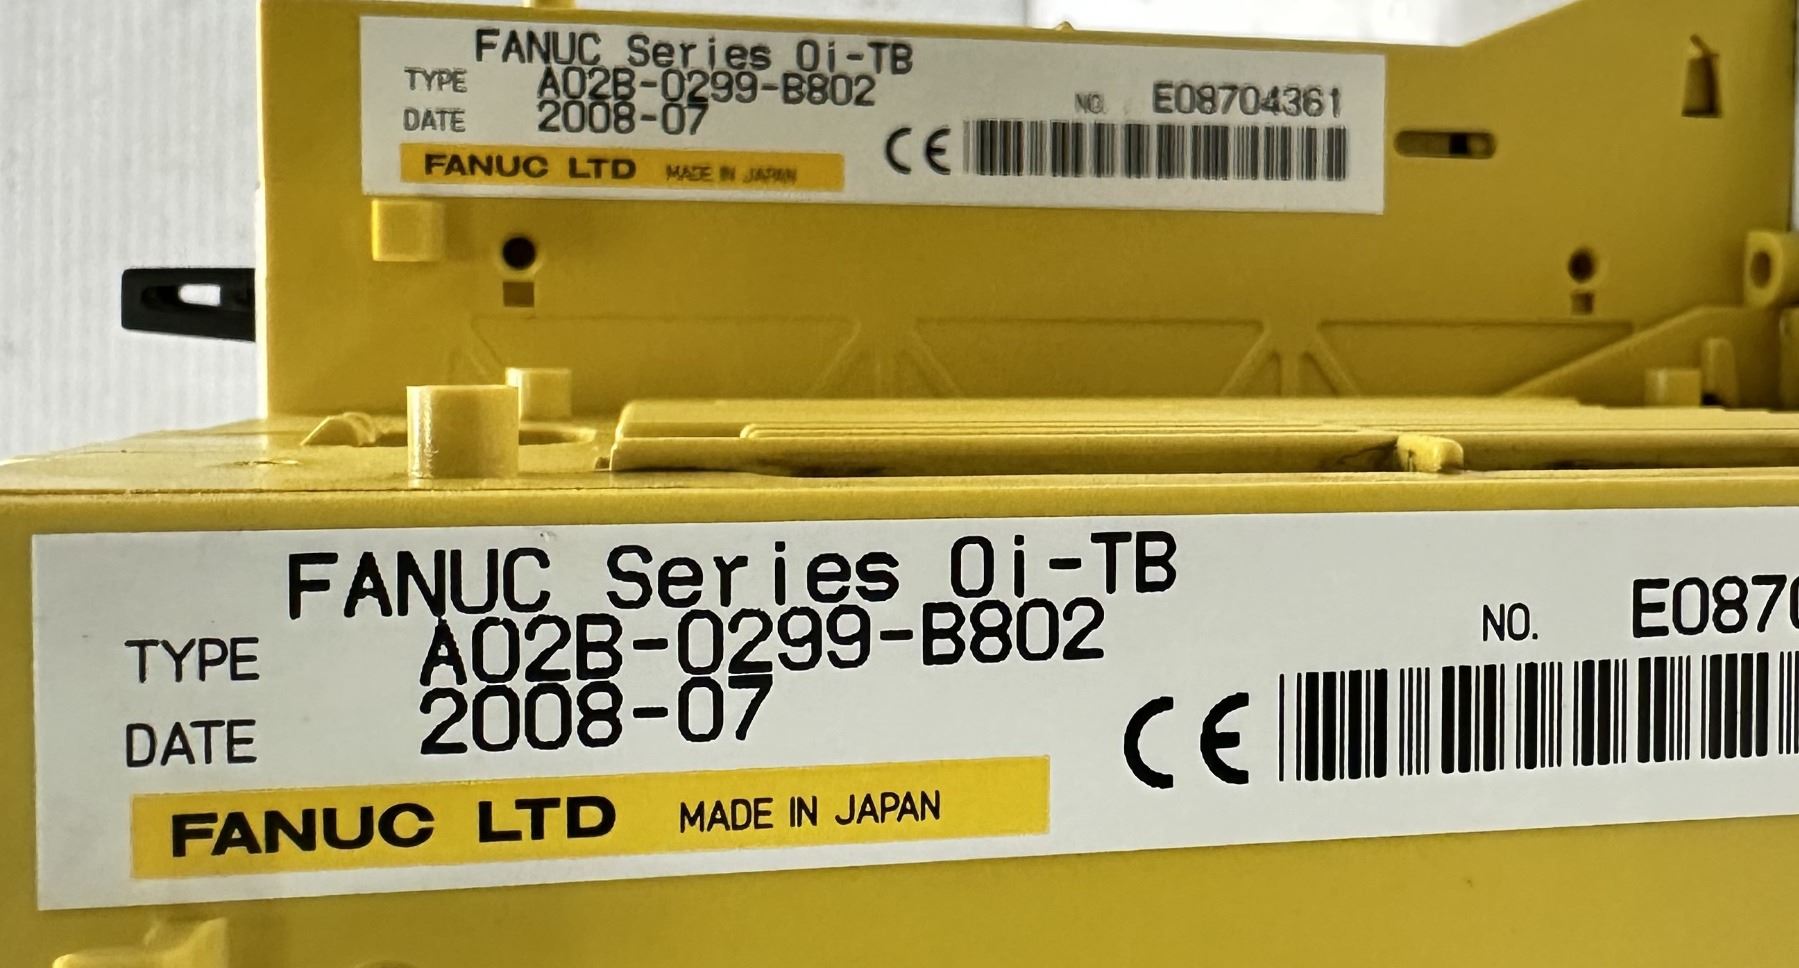 FANUC Series 0i-TB
TYPE A02B-0299-B802
NO. E08704361
DATE 2008-07
CE
FANUC LTD MADE IN JAPAN
FANUC Series 0i-TB
TYPE A02B-0299-B802
NO. E0870
DATE 2008-07
CE
FANUC LTD MADE IN JAPAN